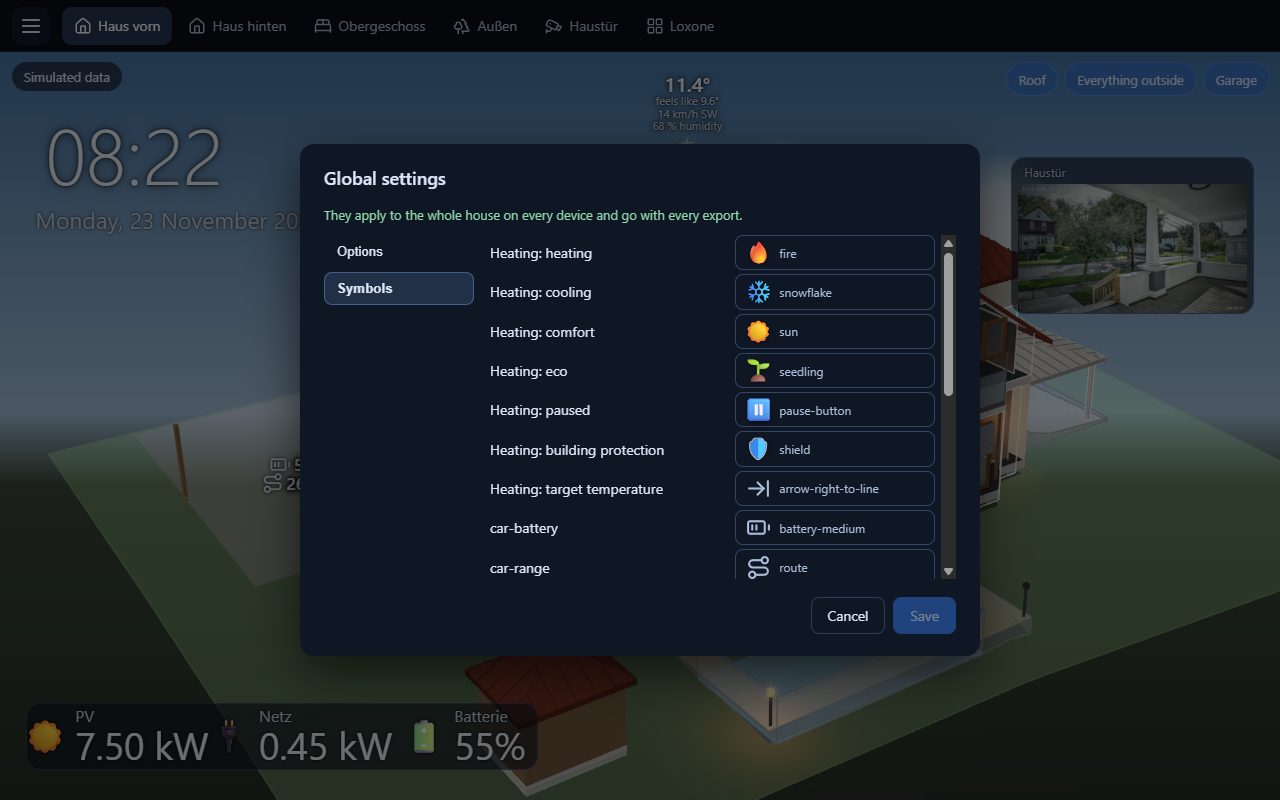 Haus vorn
Haus hinten
Obergeschoss
Außen
Haustür
Loxone
Simulated data
11.4°
feels like 9.6°
14 km/h SW
68 % humidity
Roof
Everything outside
Garage
08:22
Monday, 23 November 20
Haustür
Global settings
They apply to the whole house on every device and go with every export.
Options
Symbols
Heating: heating
fire
Heating: cooling
snowflake
Heating: comfort
sun
Heating: eco
seedling
Heating: paused
pause-button
Heating: building protection
shield
Heating: target temperature
arrow-right-to-line
car-battery
battery-medium
car-range
route
Cancel
Save
PV
7.50 kW
Netz
0.45 kW
Batterie
55%